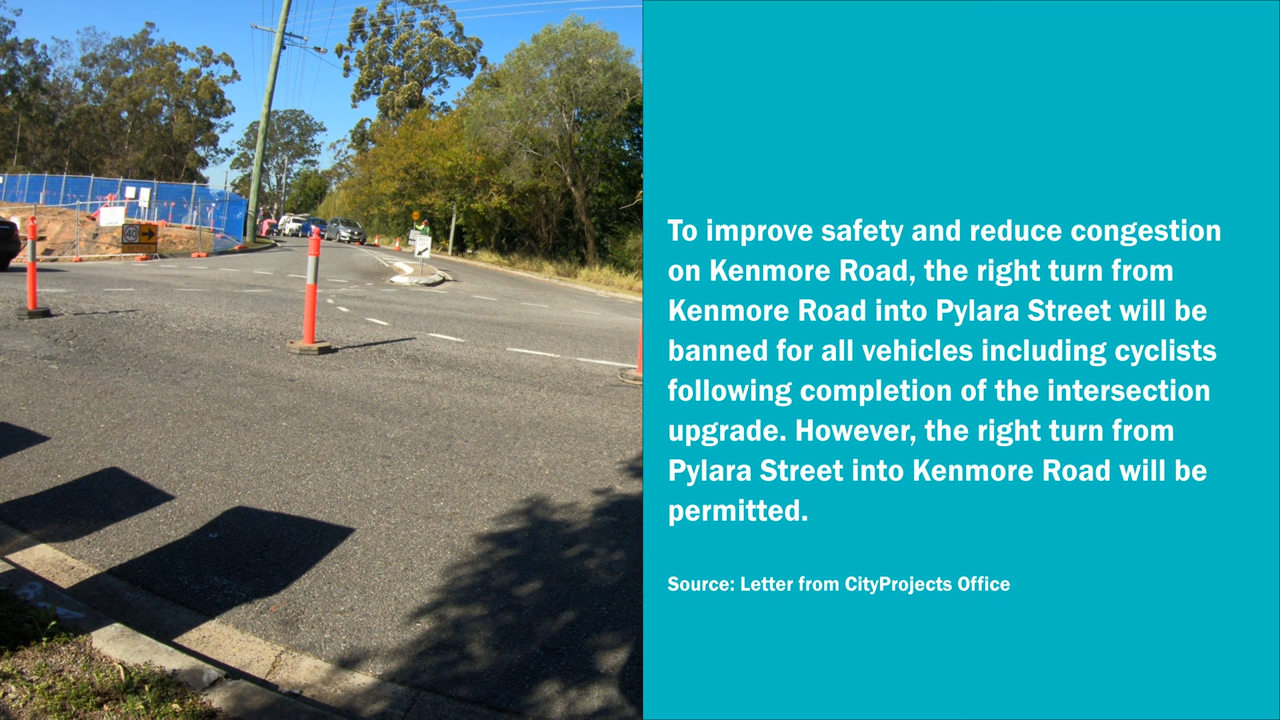 40
To improve safety and reduce congestion
on Kenmore Road, the right turn from
Kenmore Road into Pylara Street will be
banned for all vehicles including cyclists
following completion of the intersection
upgrade. However, the right turn from
Pylara Street into Kenmore Road will be
permitted.
Source: Letter from CityProjects Office